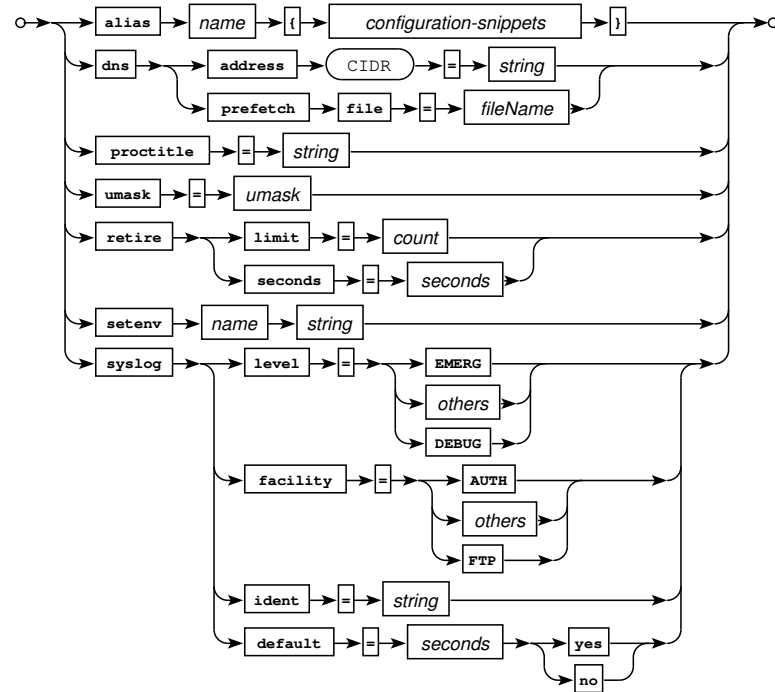 alias name { configuration-snippets }
dns address CIDR = string
prefetch file = fileName
proctitle = string
umask = umask
retire limit = count
seconds = seconds
setenv name string
syslog level = EMERG
others
DEBUG
facility = AUTH
others
FTP
ident = string
default = seconds yes
no